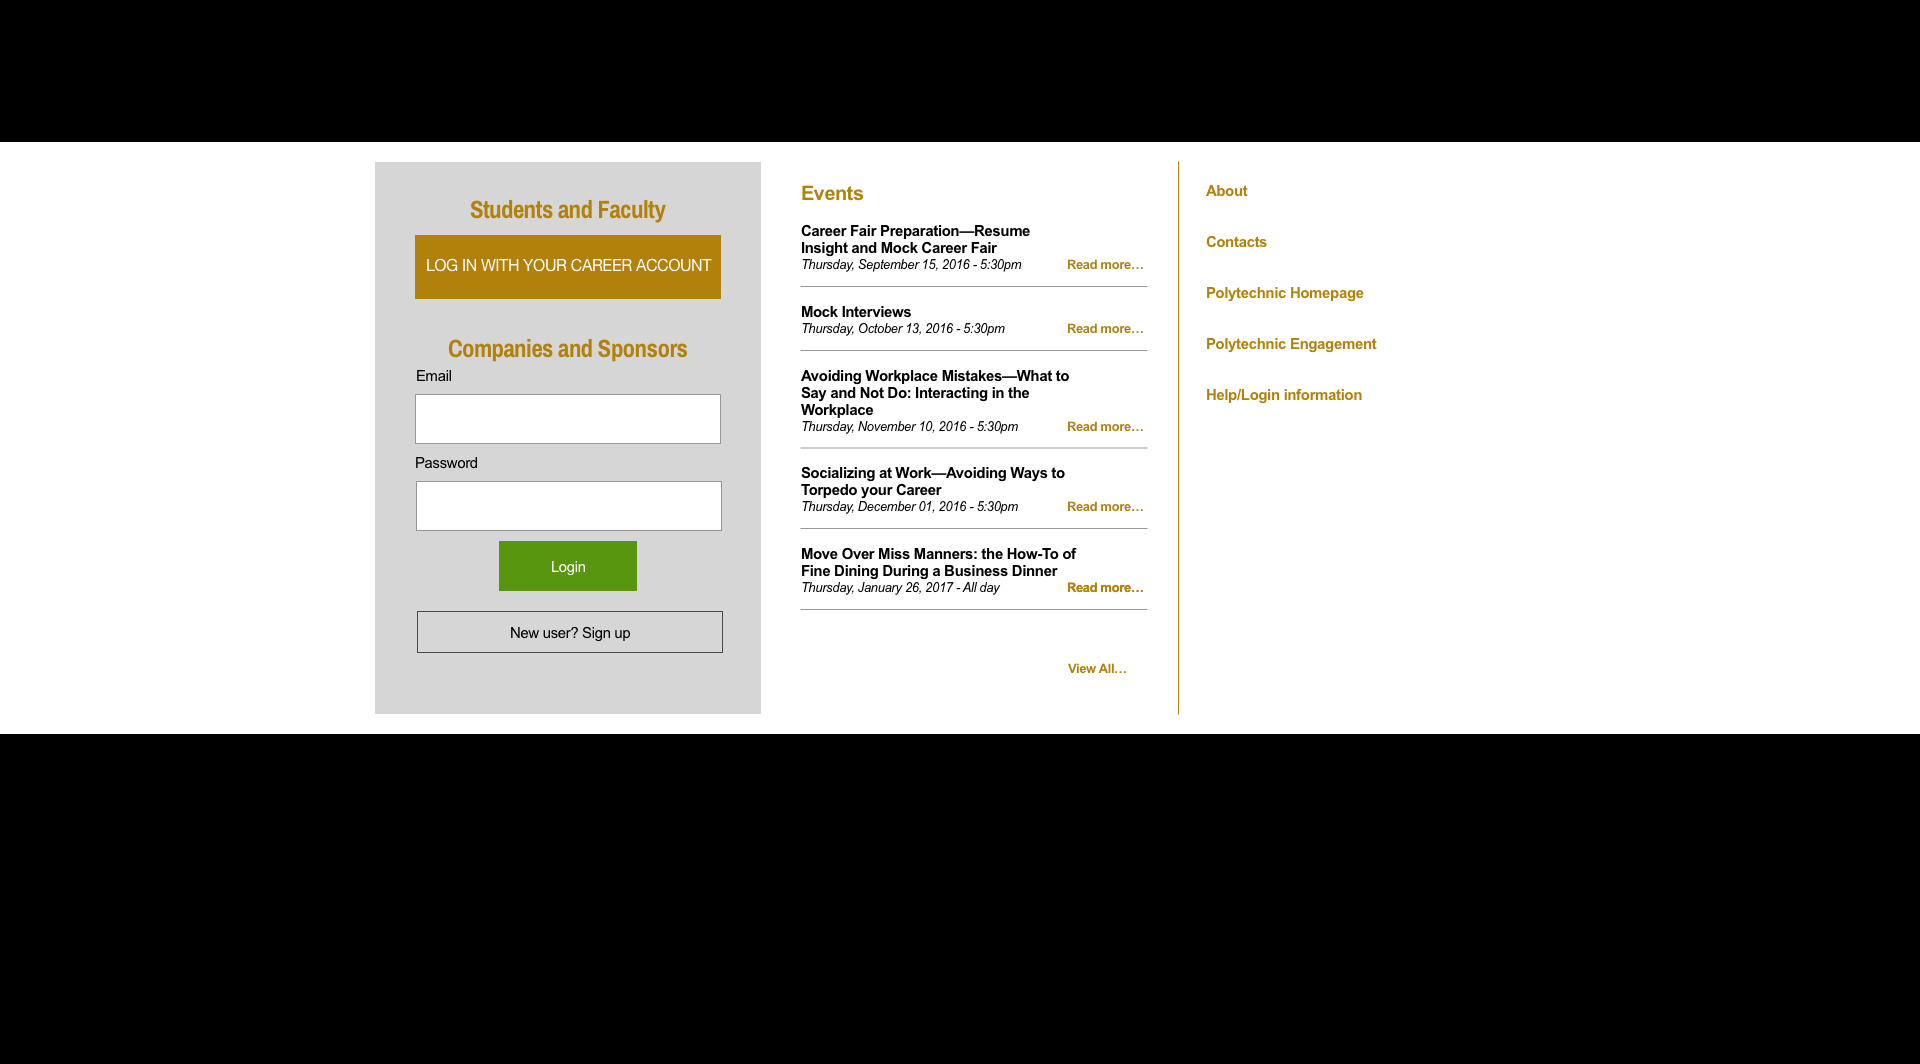 Students and Faculty
LOG IN WITH YOUR CAREER ACCOUNT
Companies and Sponsors
Email
Password
Login
New user? Sign up
Events
Career Fair Preparation—Resume
Insight and Mock Career Fair
Thursday, September 15, 2016 - 5:30pm
Read more…
Mock Interviews
Thursday, October 13, 2016 - 5:30pm
Read more…
Avoiding Workplace Mistakes—What to
Say and Not Do: Interacting in the
Workplace
Thursday, November 10, 2016 - 5:30pm
Read more…
Socializing at Work—Avoiding Ways to
Torpedo your Career
Thursday, December 01, 2016 - 5:30pm
Read more…
Move Over Miss Manners: the How-To of
Fine Dining During a Business Dinner
Thursday, January 26, 2017 - All day
Read more…
View All…
About
Contacts
Polytechnic Homepage
Polytechnic Engagement
Help/Login information